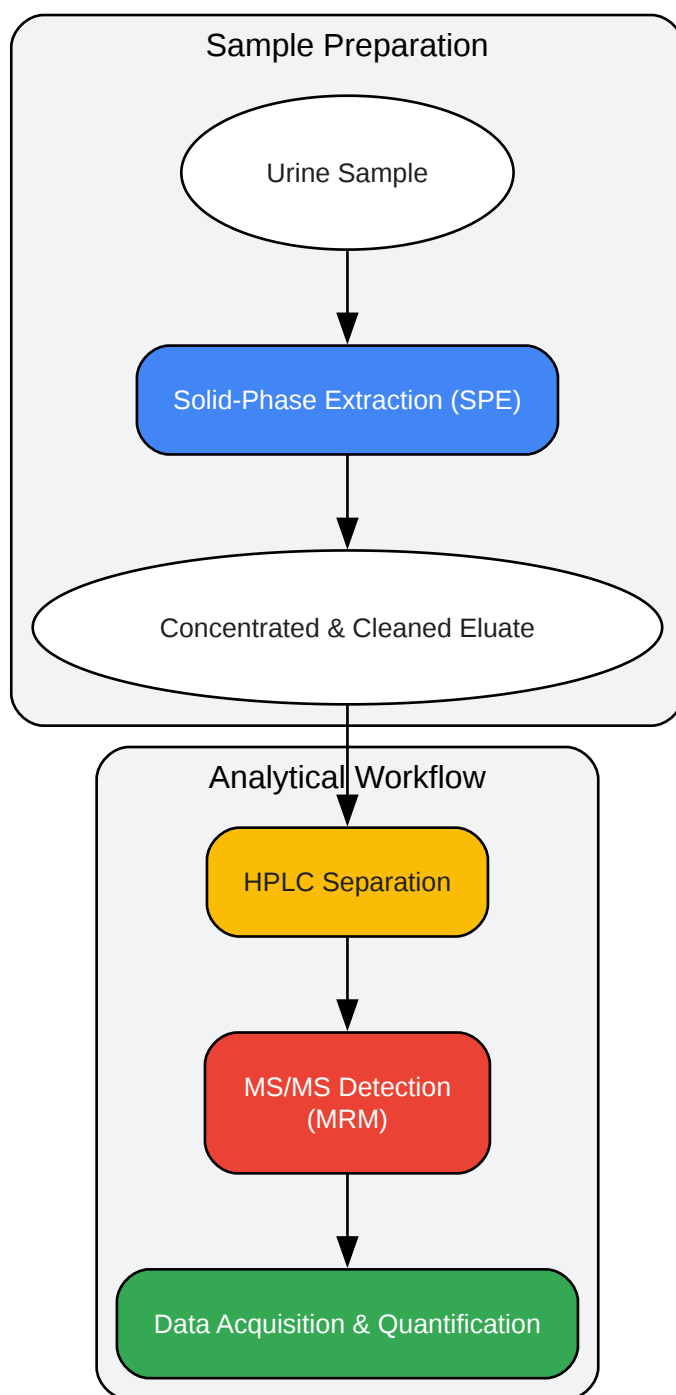 Sample Preparation
Urine Sample
Solid-Phase Extraction (SPE)
Concentrated & Cleaned Eluate
Analytical Workflow
HPLC Separation
MS/MS Detection
(MRM)
Data Acquisition & Quantification